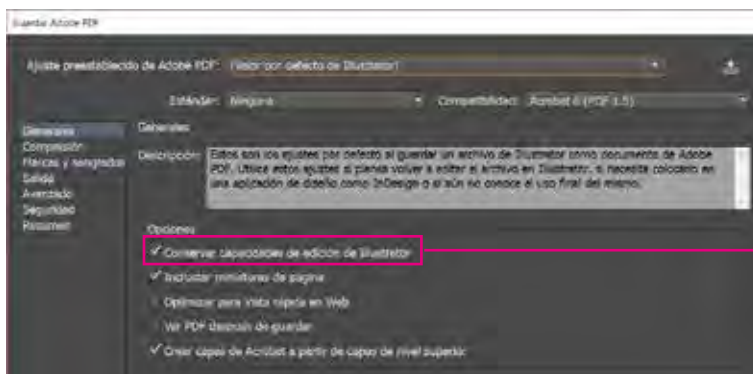 Guardar Adobe PDF
Ajuste preestablecido de Adobe PDF: [Valor por defecto de Illustrator]
Estándar: Ninguno Compatibilidad: Acrobat 6 (PDF 1.5)
Generales
Compresión
Marcas y sangrados
Salida
Avanzado
Seguridad
Resumen
Generales
Descripción: Estos son los ajustes por defecto al guardar un archivo de Illustrator como documento de Adobe
PDF. Utilice estos ajustes si planea volver a editar el archivo en Illustrator, si necesita colocarlo en
una aplicación de diseño como InDesign o si aún no conoce el uso final del mismo.
Opciones
Conservar capacidades de edición de Illustrator
Incrustar miniaturas de página
Optimizar para vista rápida en Web
Ver PDF después de guardar
Crear capas de Acrobat a partir de capas de nivel superior